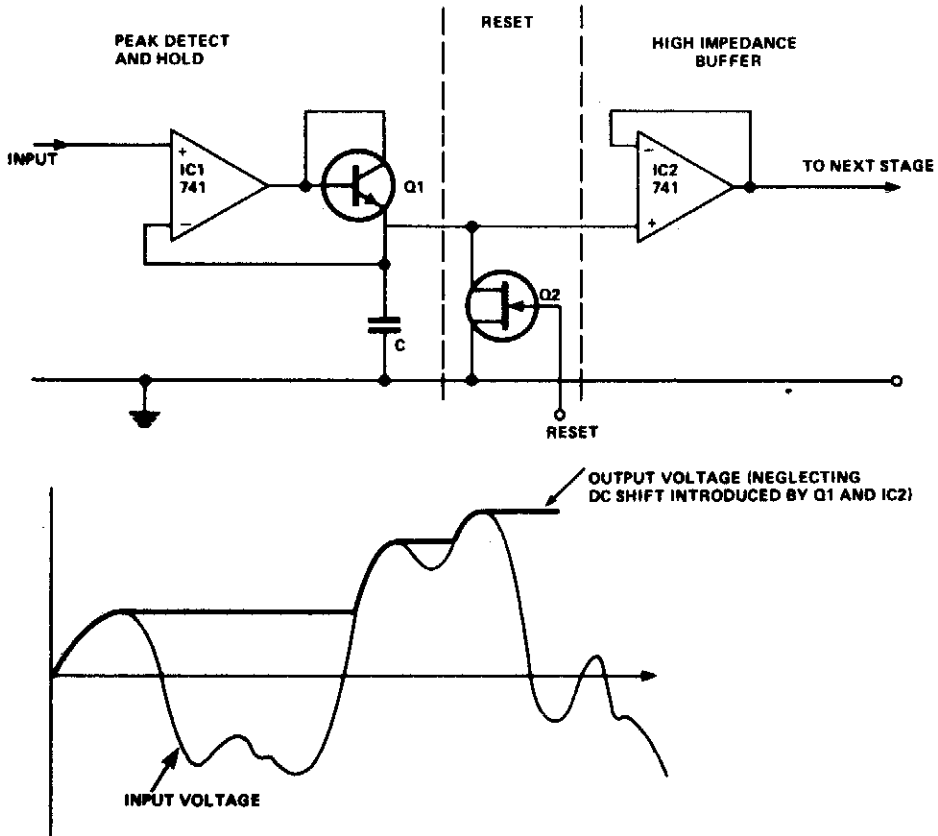 PEAK DETECT
AND HOLD
RESET
HIGH IMPEDANCE
BUFFER
INPUT
+
IC1
741
−
Q1
C
Q2
RESET
−
IC2
741
+
TO NEXT STAGE
OUTPUT VOLTAGE (NEGLECTING
DC SHIFT INTRODUCED BY Q1 AND IC2)
INPUT VOLTAGE